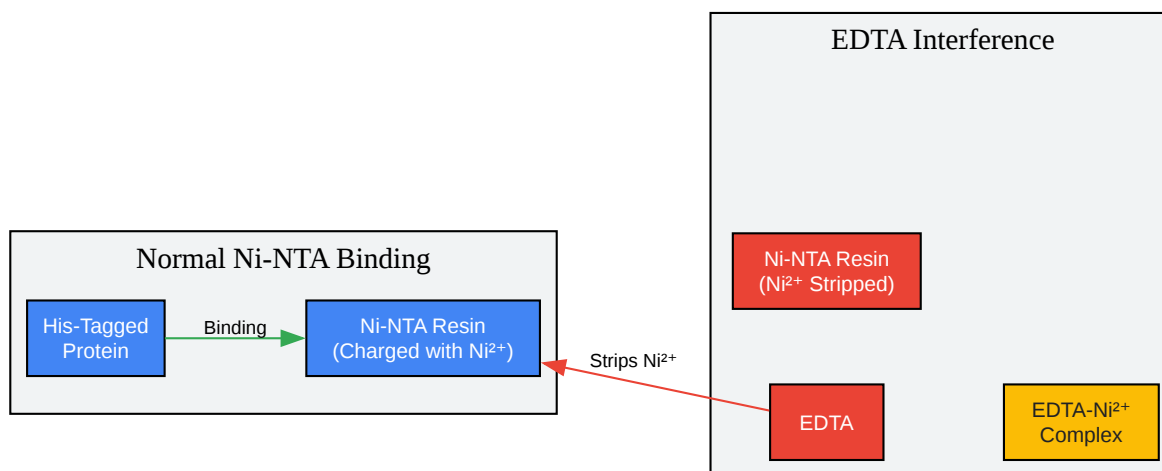 EDTA Interference
Ni-NTA Resin
(Ni²⁺ Stripped)
Normal Ni-NTA Binding
His-Tagged
Protein
Binding
Ni-NTA Resin
(Charged with Ni²⁺)
Strips Ni²⁺
EDTA
EDTA-Ni²⁺
Complex